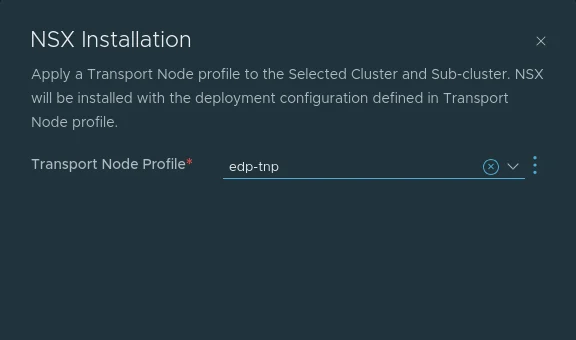 NSX Installation
Apply a Transport Node profile to the Selected Cluster and Sub-cluster. NSX
will be installed with the deployment configuration defined in Transport
Node profile.
Transport Node Profile* edp-tnp